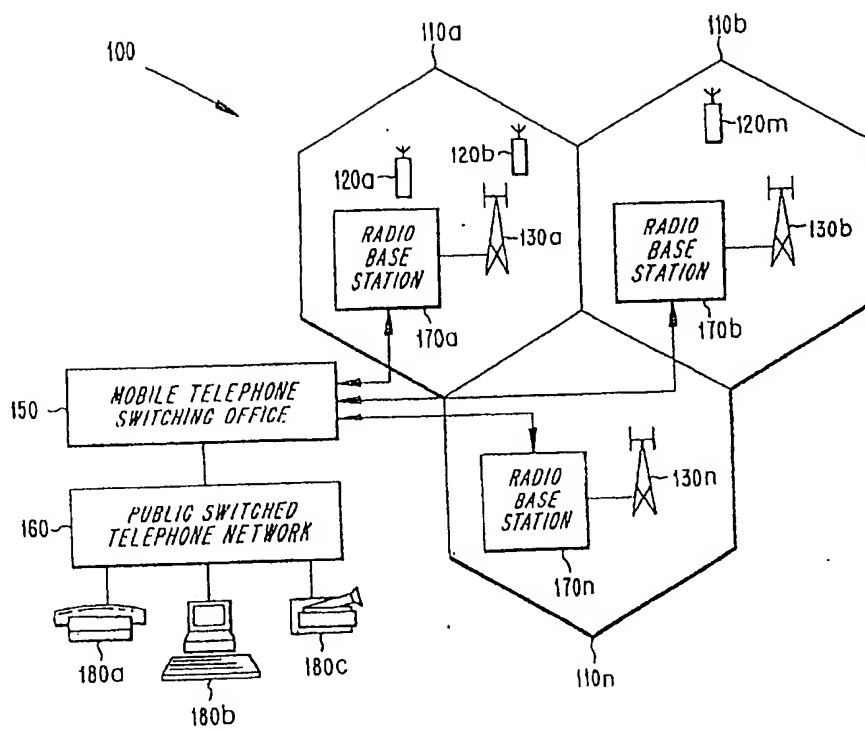 110a
110b
100
120a
120b
120m
RADIO
BASE
STATION
130a
RADIO
BASE
STATION
130b
170a
170b
150
MOBILE TELEPHONE
SWITCHING OFFICE
RADIO
BASE
STATION
130n
160
PUBLIC SWITCHED
TELEPHONE NETWORK
170n
180a
180b
180c
110n